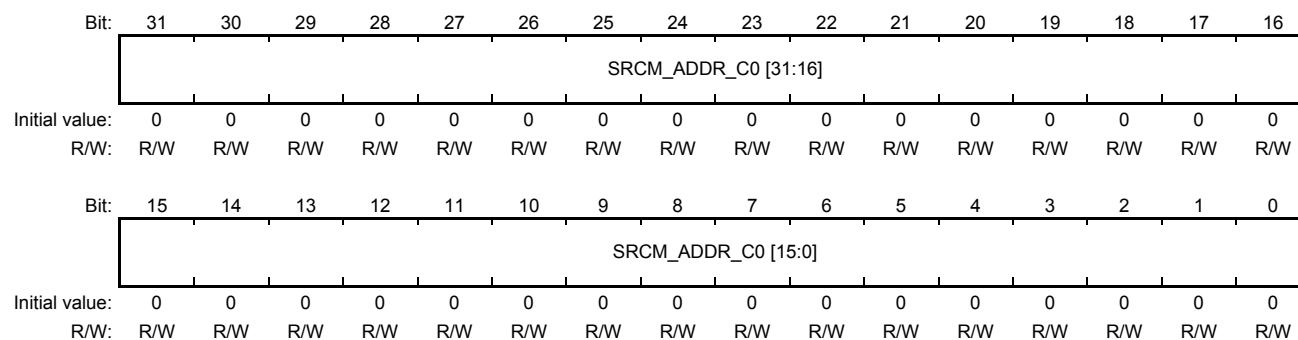 Bit: 31 30 29 28 27 26 25 24 23 22 21 20 19 18 17 16
SRCM_ADDR_C0 [31:16]
Initial value: 0 0 0 0 0 0 0 0 0 0 0 0 0 0 0 0
R/W: R/W R/W R/W R/W R/W R/W R/W R/W R/W R/W R/W R/W R/W R/W R/W R/W
Bit: 15 14 13 12 11 10 9 8 7 6 5 4 3 2 1 0
SRCM_ADDR_C0 [15:0]
Initial value: 0 0 0 0 0 0 0 0 0 0 0 0 0 0 0 0
R/W: R/W R/W R/W R/W R/W R/W R/W R/W R/W R/W R/W R/W R/W R/W R/W R/W